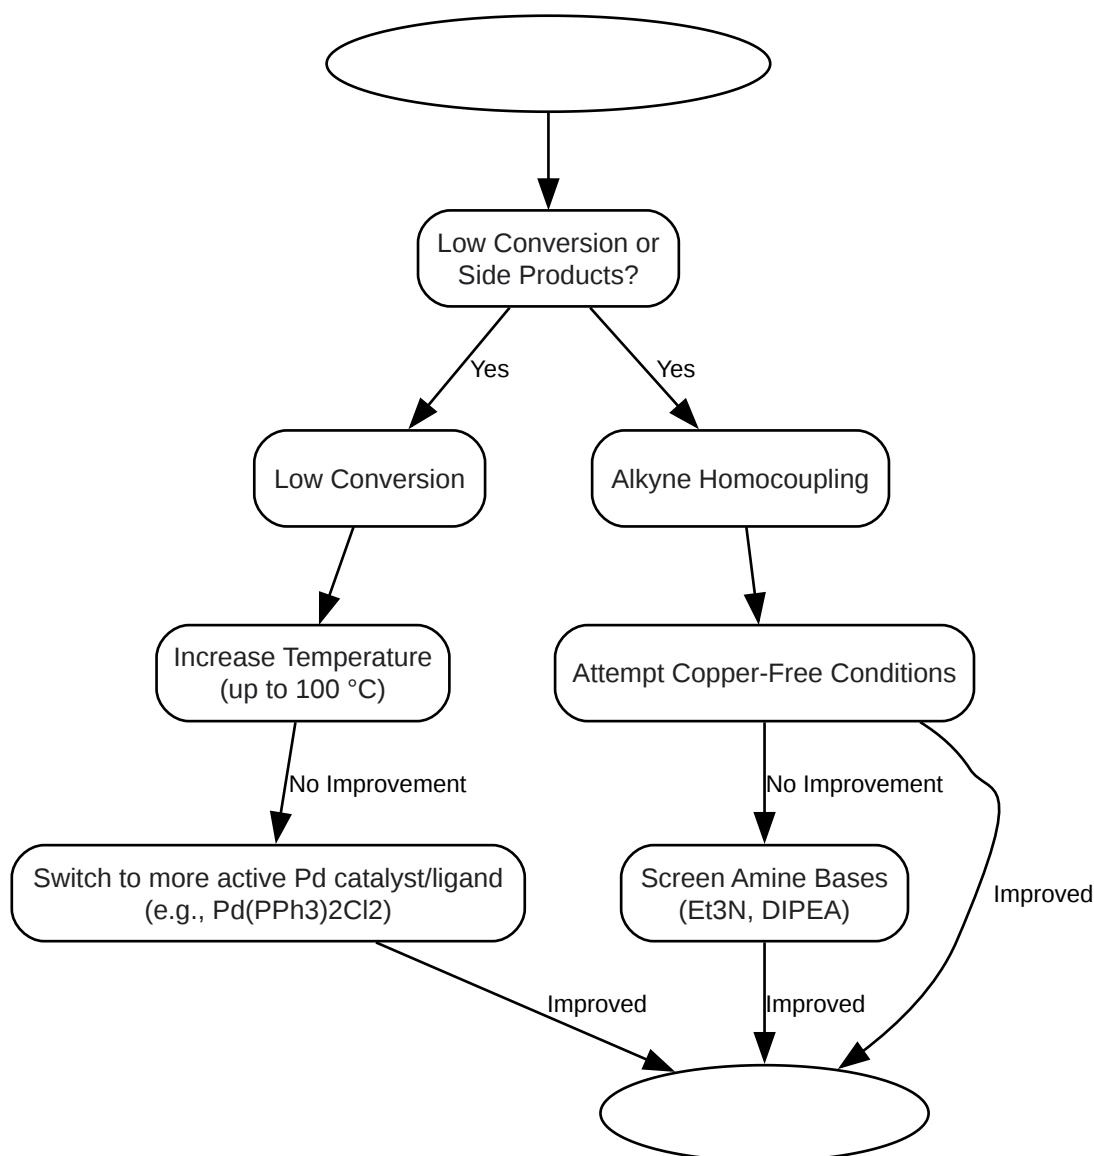 Low Conversion or
Side Products?
Yes
Yes
Low Conversion
Alkyne Homocoupling
Increase Temperature
(up to 100 °C)
Attempt Copper-Free Conditions
No Improvement
No Improvement
Switch to more active Pd catalyst/ligand
(e.g., Pd(PPh3)2Cl2)
Screen Amine Bases
(Et3N, DIPEA)
Improved
Improved
Improved